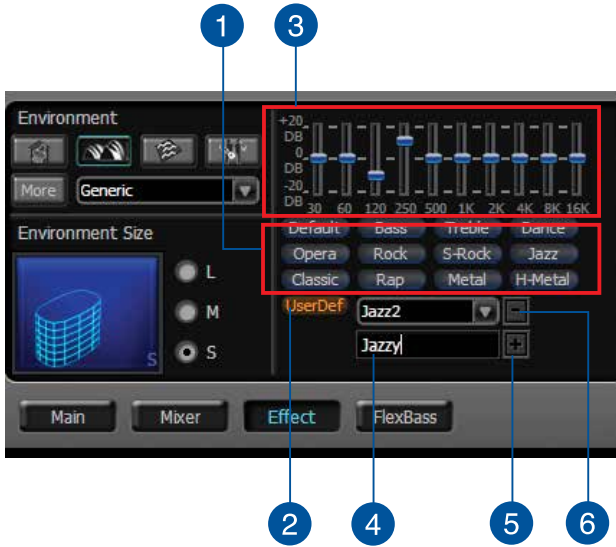 1 3
Environment
More Generic
Environment Size
L
M
S
S
+20
DB
0
DB
-20
DB
30 60 120 250 500 1K 2K 4K 8K 16K
Default Bass Treble Dance
Opera Rock S-Rock Jazz
Classic Rap Metal H-Metal
UserDef Jazz2 -
Jazzy +
Main Mixer Effect FlexBass
2 4 5 6